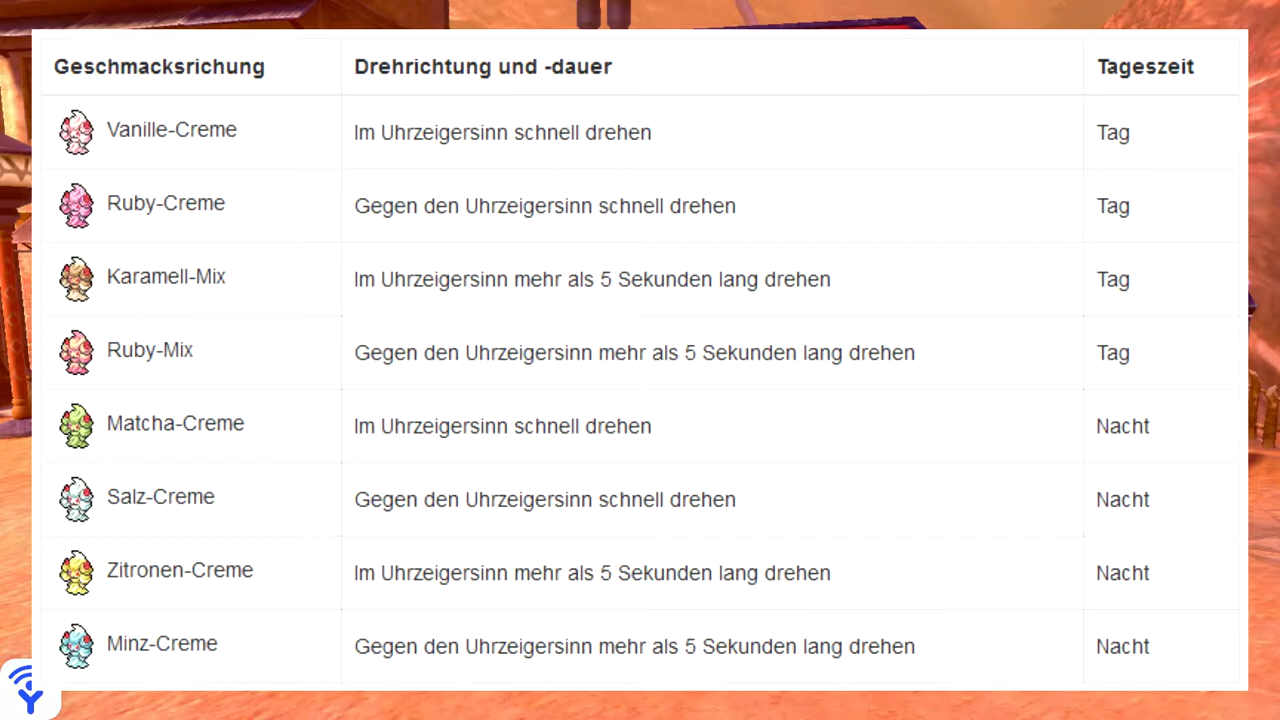 Geschmacksrichung Drehrichtung und -dauer Tageszeit
Vanille-Creme Im Uhrzeigersinn schnell drehen Tag
Ruby-Creme Gegen den Uhrzeigersinn schnell drehen Tag
Karamell-Mix Im Uhrzeigersinn mehr als 5 Sekunden lang drehen Tag
Ruby-Mix Gegen den Uhrzeigersinn mehr als 5 Sekunden lang drehen Tag
Matcha-Creme Im Uhrzeigersinn schnell drehen Nacht
Salz-Creme Gegen den Uhrzeigersinn schnell drehen Nacht
Zitronen-Creme Im Uhrzeigersinn mehr als 5 Sekunden lang drehen Nacht
Minz-Creme Gegen den Uhrzeigersinn mehr als 5 Sekunden lang drehen Nacht